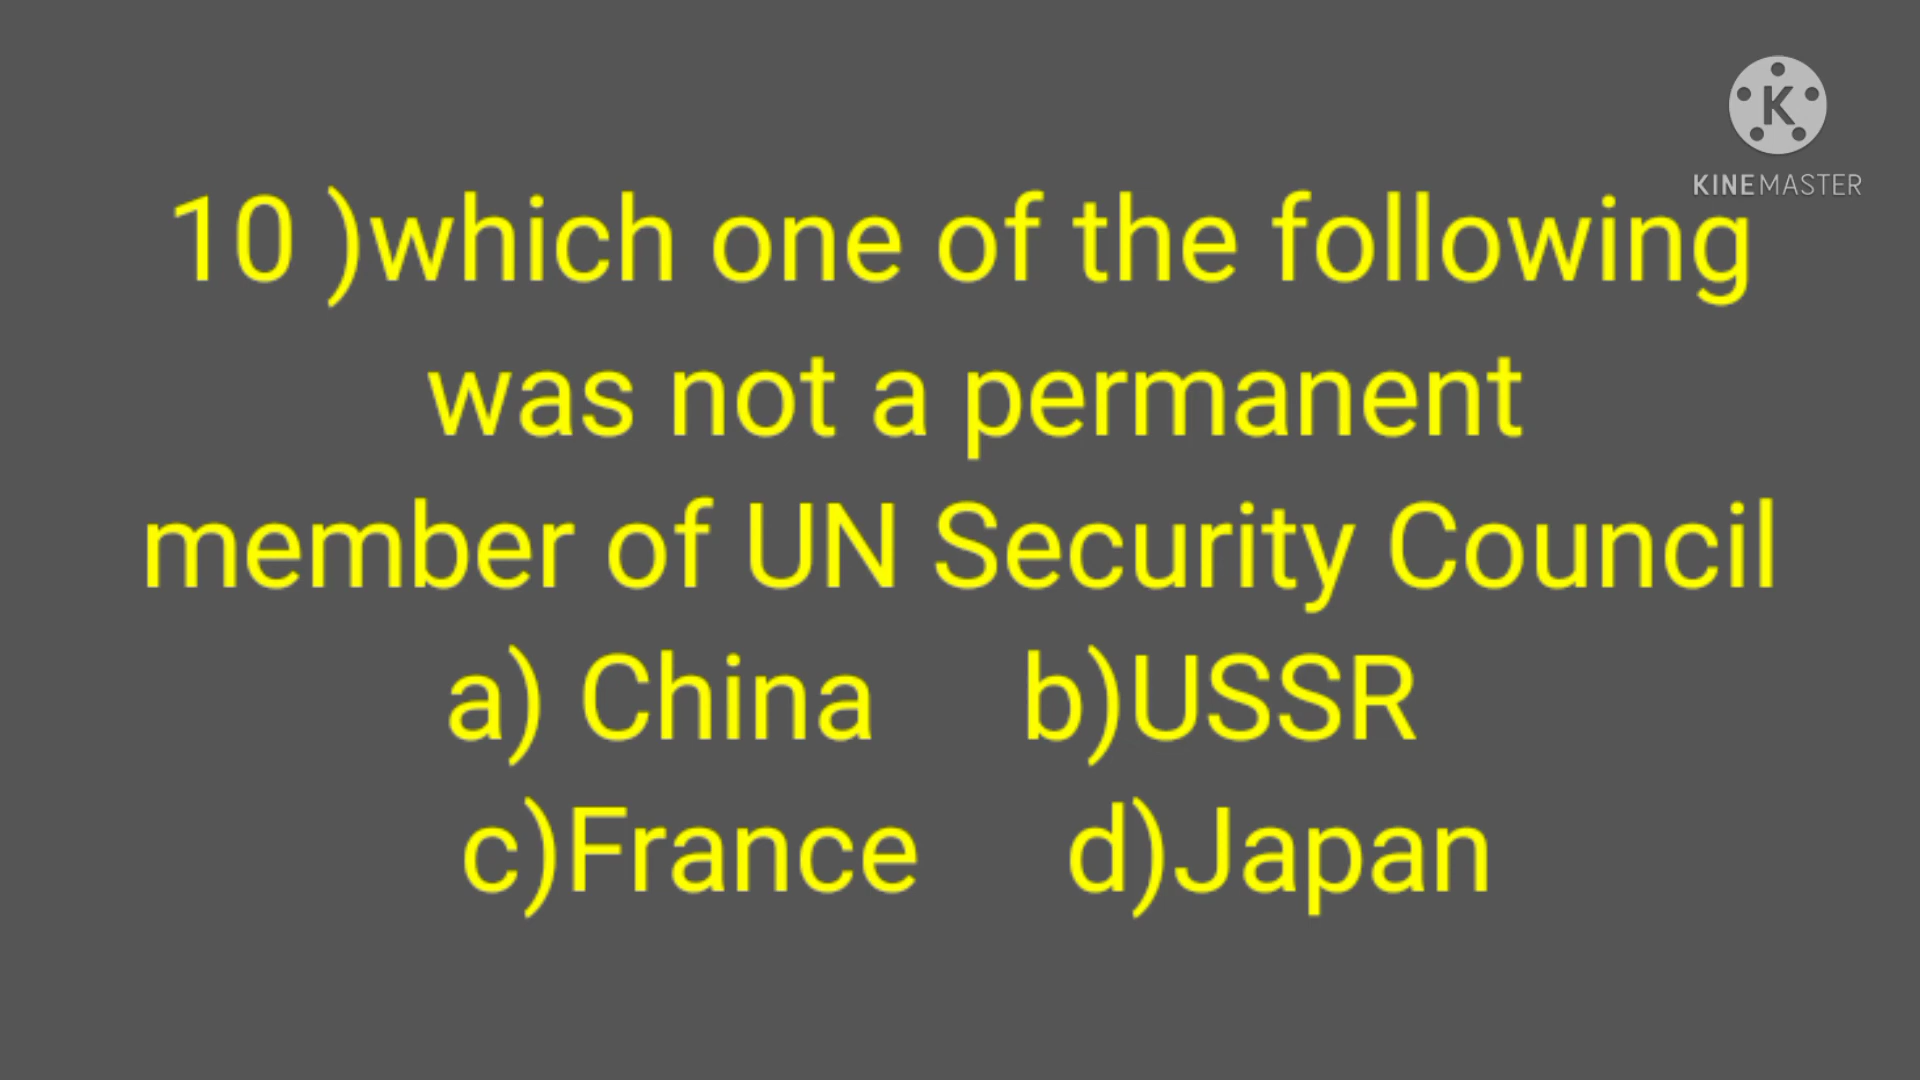 K
KINEMASTER
10 )which one of the following
was not a permanent
member of UN Security Council
a) China b)USSR
c)France d)Japan